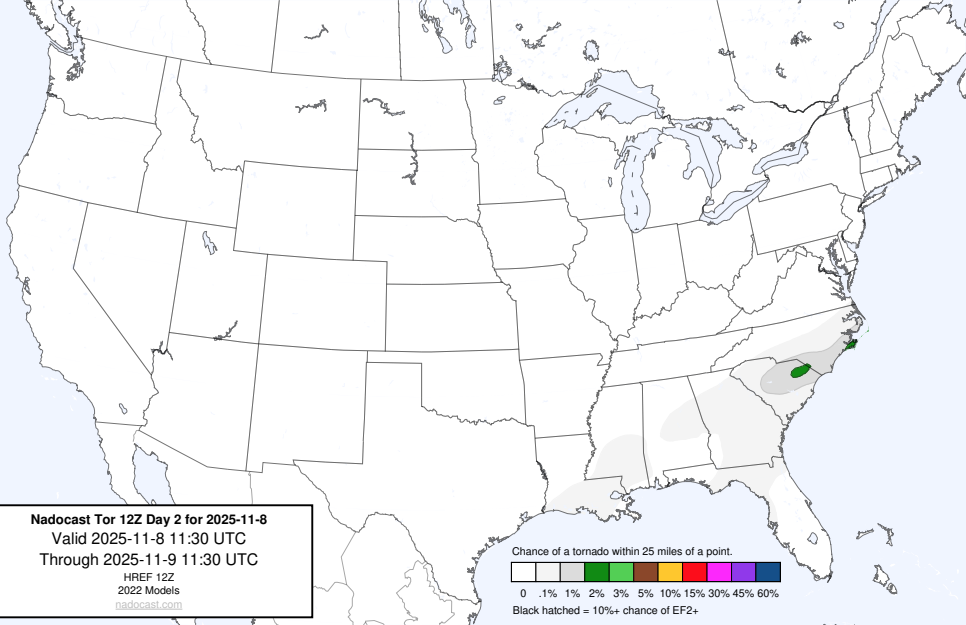 Nadocast Tor 12Z Day 2 for 2025-11-8
Valid 2025-11-8 11:30 UTC
Through 2025-11-9 11:30 UTC
HREF 12Z
2022 Models
nadocast.com
Chance of a tornado within 25 miles of a point.
0 .1% 1% 2% 3% 5% 10% 15% 30% 45% 60%
Black hatched = 10%+ chance of EF2+